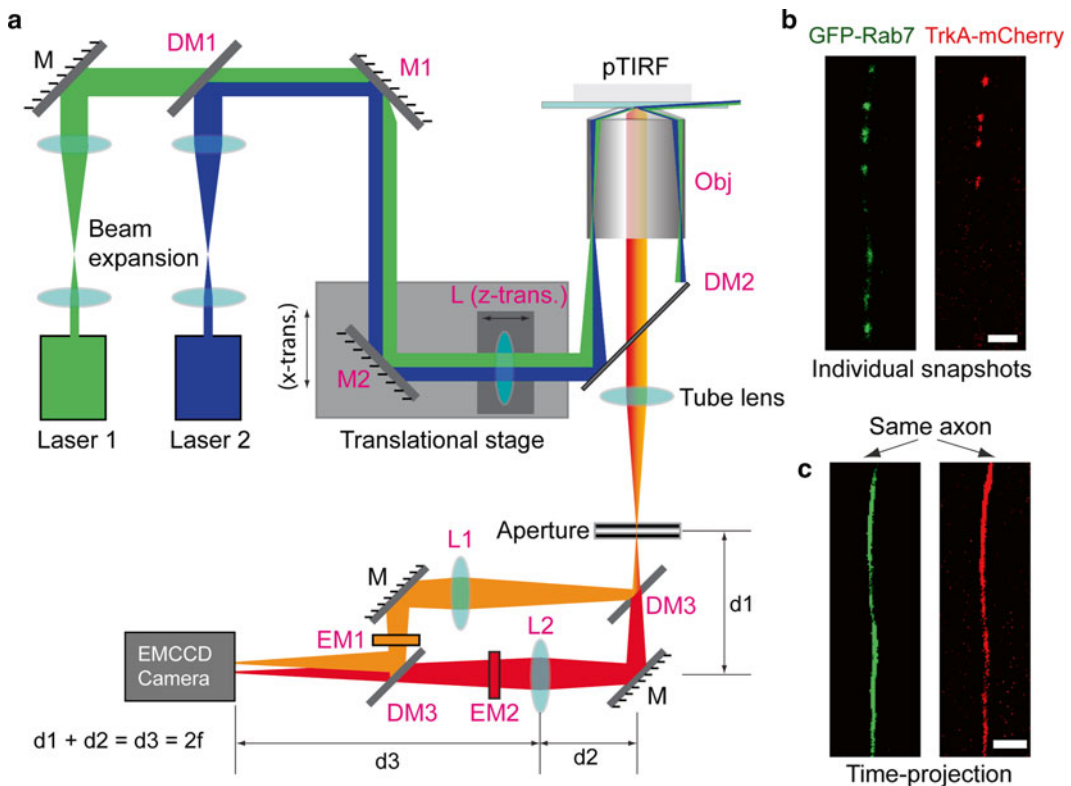 a
M
DM1
M1
pTIRF
Obj
DM2
Beam
expansion
L (z-trans.)
(x-trans.)
M2
Laser 1
Laser 2
Translational stage
Tube lens
Aperture
L1
M
DM3
d1
EM1
L2
EMCCD
Camera
DM3
EM2
M
d1 + d2 = d3 = 2f
d3
d2
b
GFP-Rab7
TrkA-mCherry
Individual snapshots
Same axon
c
Time-projection